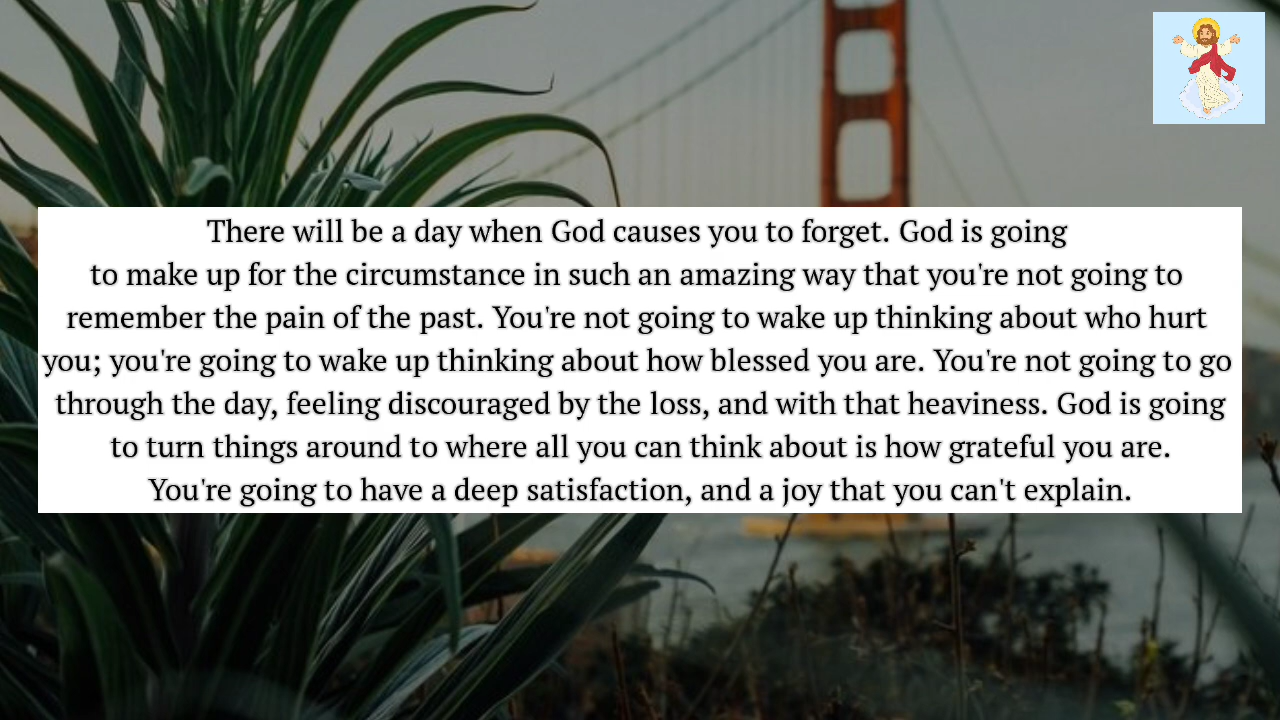 There will be a day when God causes you to forget. God is going
to make up for the circumstance in such an amazing way that you're not going to
remember the pain of the past. You're not going to wake up thinking about who hurt
you; you're going to wake up thinking about how blessed you are. You're not going to go
through the day, feeling discouraged by the loss, and with that heaviness. God is going
to turn things around to where all you can think about is how grateful you are.
You're going to have a deep satisfaction, and a joy that you can't explain.